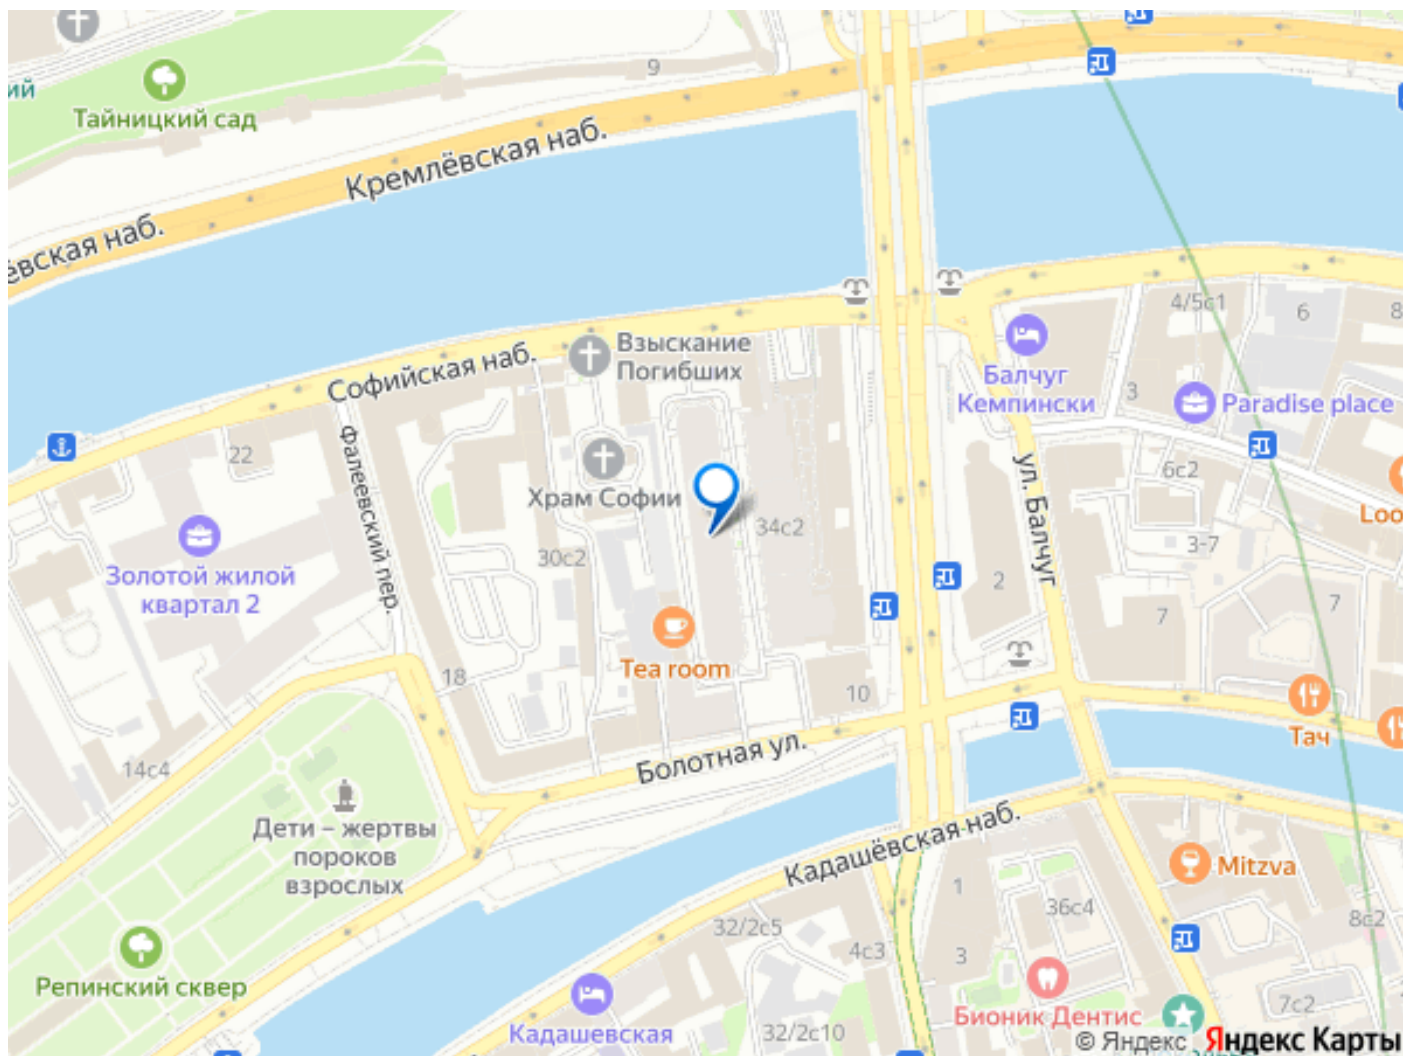 ий
Тайницкий сад
9
Кремлёвская наб.
ёвская наб.
Софийская наб.
Взыскание
Погибших
4/5с1
6
8
Балчуг
Кемпински
3
Paradise place
22
Фалеевский пер.
Храм Софии
34с2
ул. Балчуг
6с2
Loo
Золотой жилой
квартал 2
30с2
3-7
2
7
7
Tea room
18
10
Болотная ул.
Тач
14с4
Дети – жертвы
пороков
взрослых
Кадашёвская наб.
Mitzva
1
36с4
8с2
32/2с5
4с3
3
Репинский сквер
Бионик Дентис
7с2
Кадашевская
32/2с10
© Яндекс Яндекс Карты